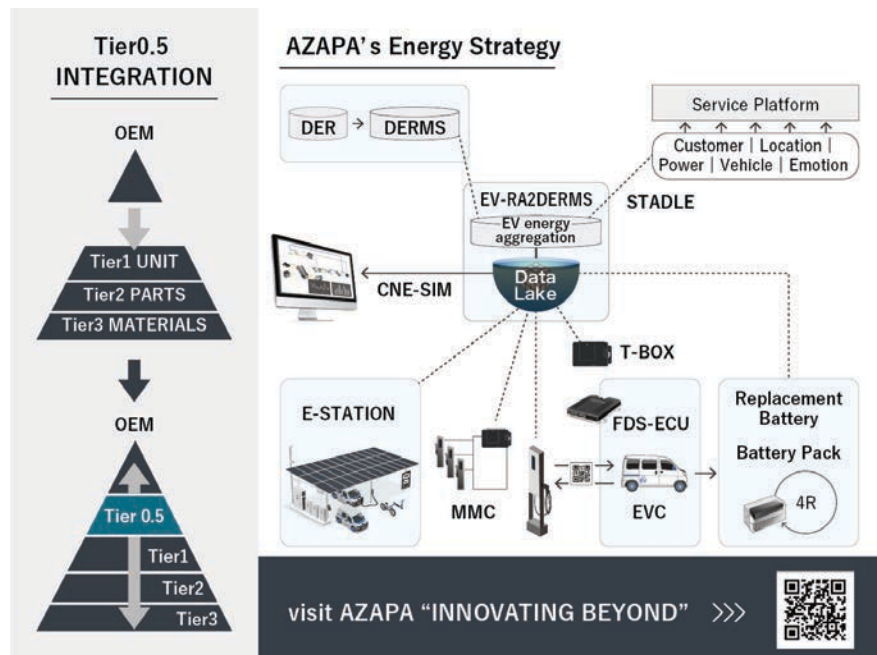 Tier0.5
INTEGRATION
OEM
Tier1 UNIT
Tier2 PARTS
Tier3 MATERIALS
OEM
Tier 0.5
Tier1
Tier2
Tier3
AZAPA's Energy Strategy
DER
DERMS
Service Platform
Customer | Location |
Power | Vehicle | Emotion
EV-RA2DERMS
STADLE
EV energy
aggregation
Data
Lake
CNE-SIM
T-BOX
E-STATION
MMC
FDS-ECU
EVC
Replacement
Battery
Battery Pack
4R
visit AZAPA “INNOVATING BEYOND” >>>